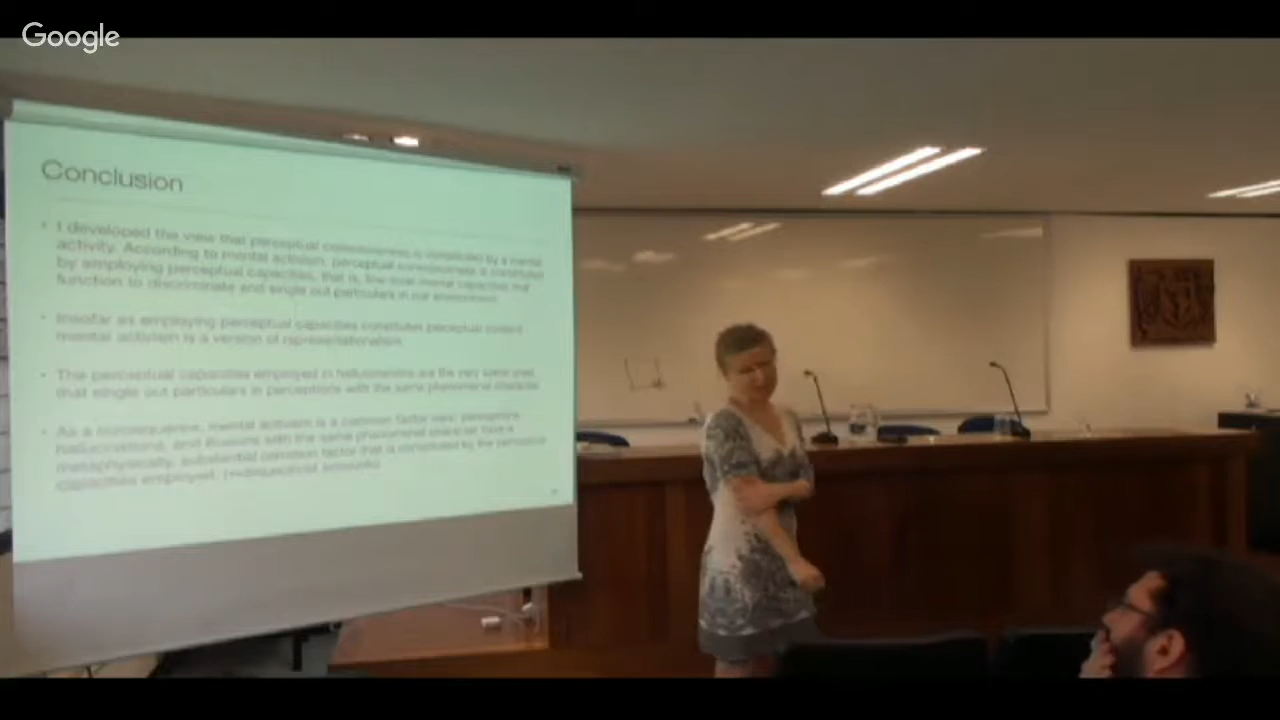 Google
Conclusion
• I developed the view that perceptual consciousness is constituted by a mental
activity. According to mental activism, perceptual consciousness is constituted
by employing perceptual capacities, that is, low-level mental capacities that
function to discriminate and single out particulars in our environment.
• Insofar as employing perceptual capacities constitutes perceptual content
mental activism is a version of representationalism.
• The perceptual capacities employed in hallucinations are the very same ones
that single out particulars in perceptions with the same phenomenal character.
• As a consequence, mental activism is a common factor view: perceptions,
hallucinations, and illusions with the same phenomenal character have a
metaphysically, substantial common factor that is constituted by the perceptual
capacities employed.